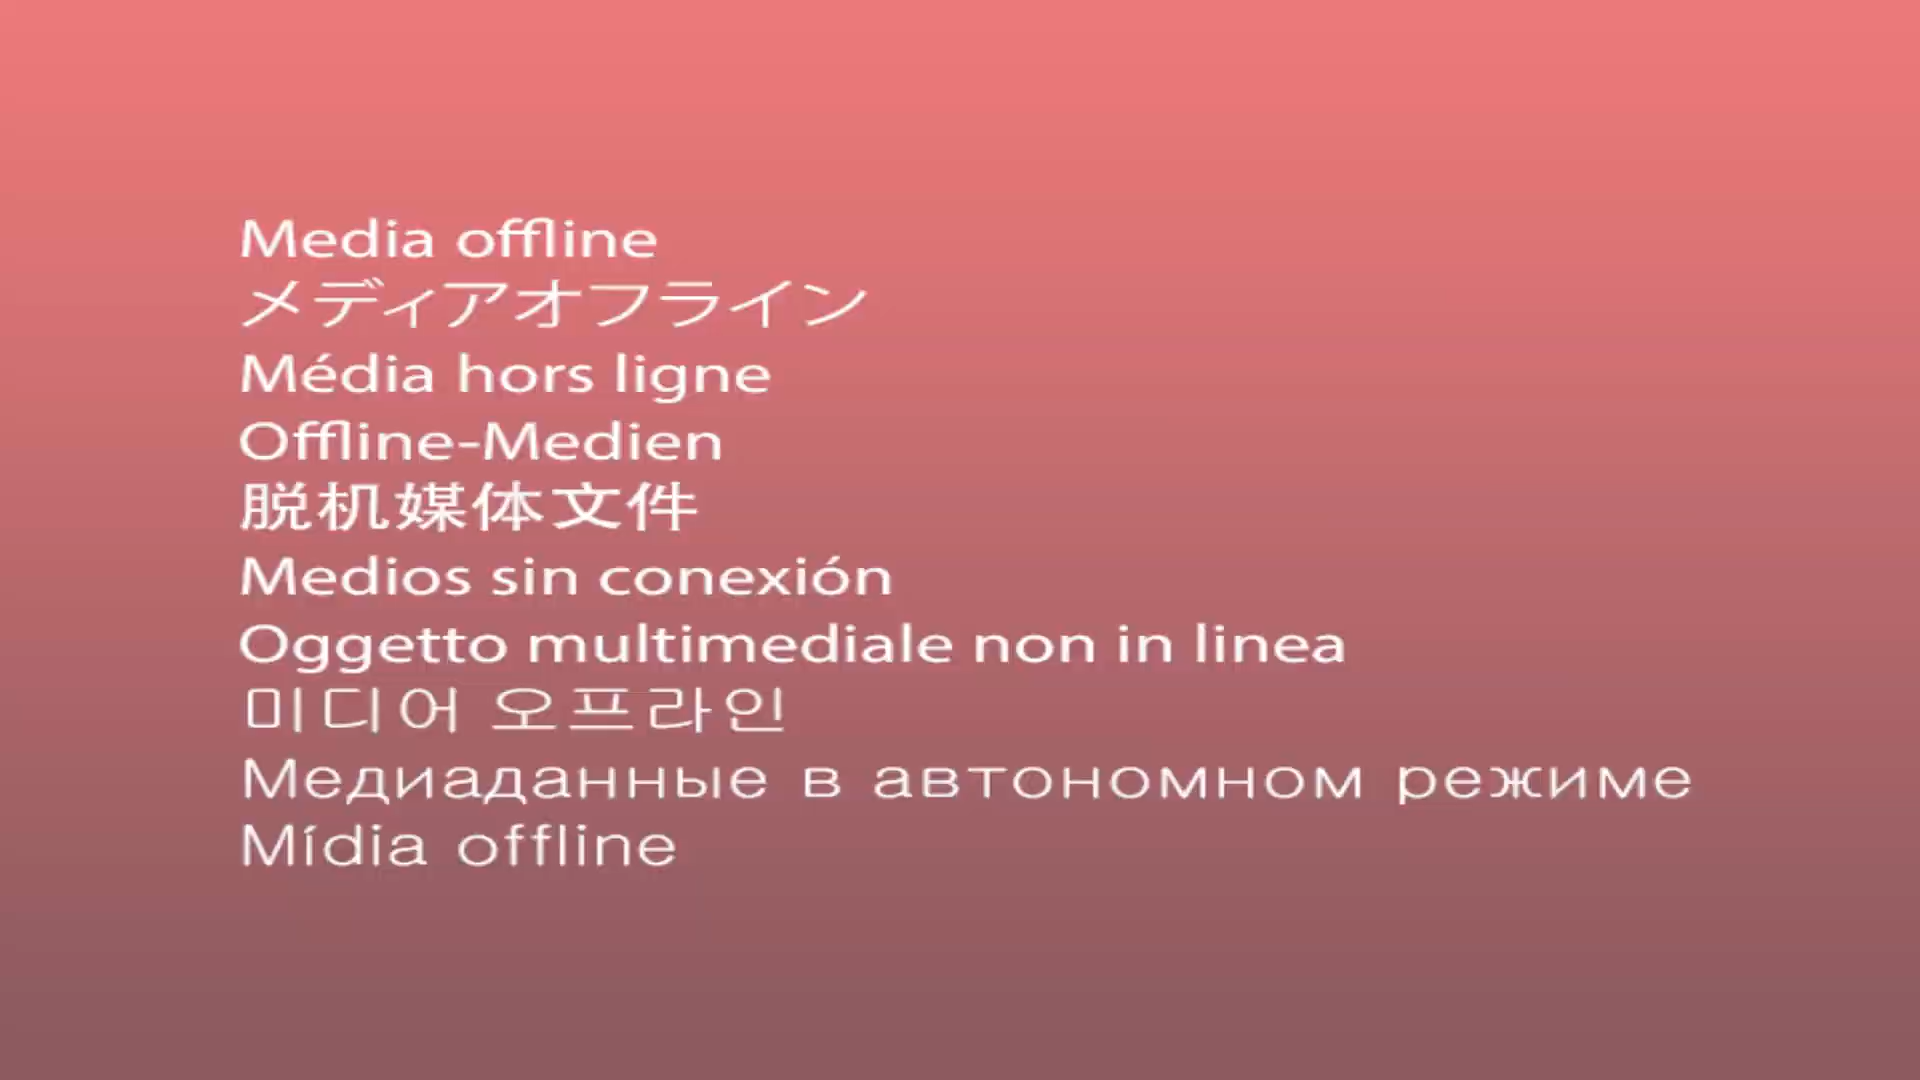 Media offline
メディアオフライン
Média hors ligne
Offline-Medien
脱机媒体文件
Medios sin conexión
Oggetto multimediale non in linea
미디어 오프라인
Медиаданные в автономном режиме
Mídia offline